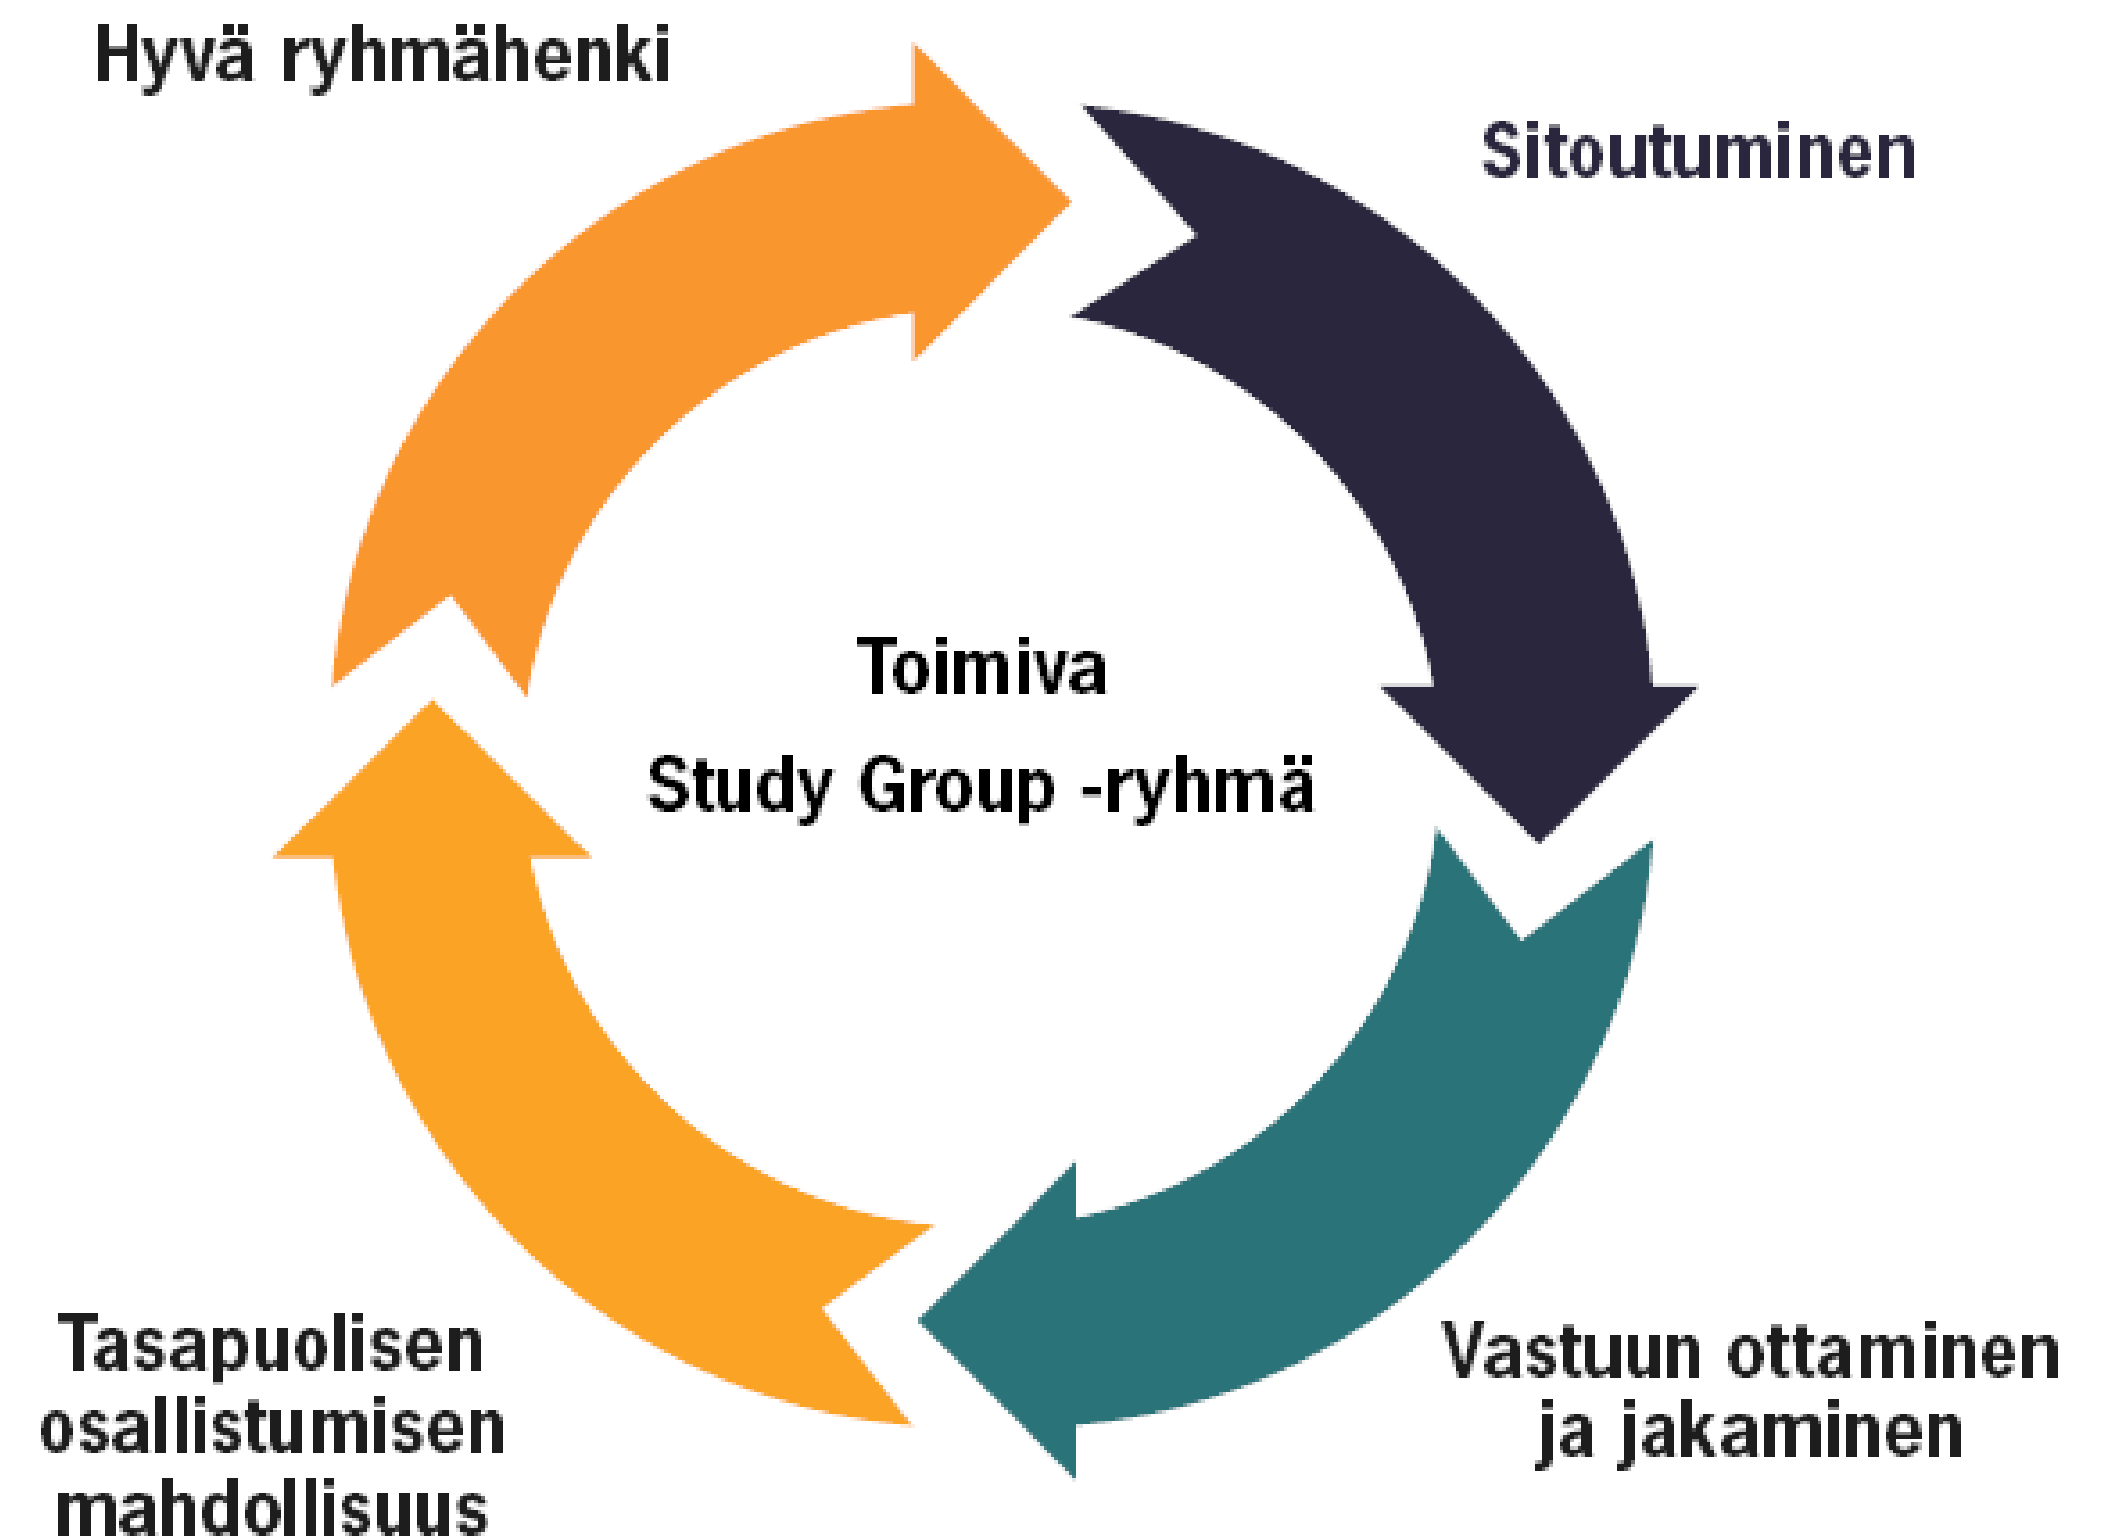 Hyvä ryhmähenki
Sitoutuminen
Toimiva
Study Group -ryhmä
Vastuun ottaminen
ja jakaminen
Tasapuolisen
osallistumisen
mahdollisuus